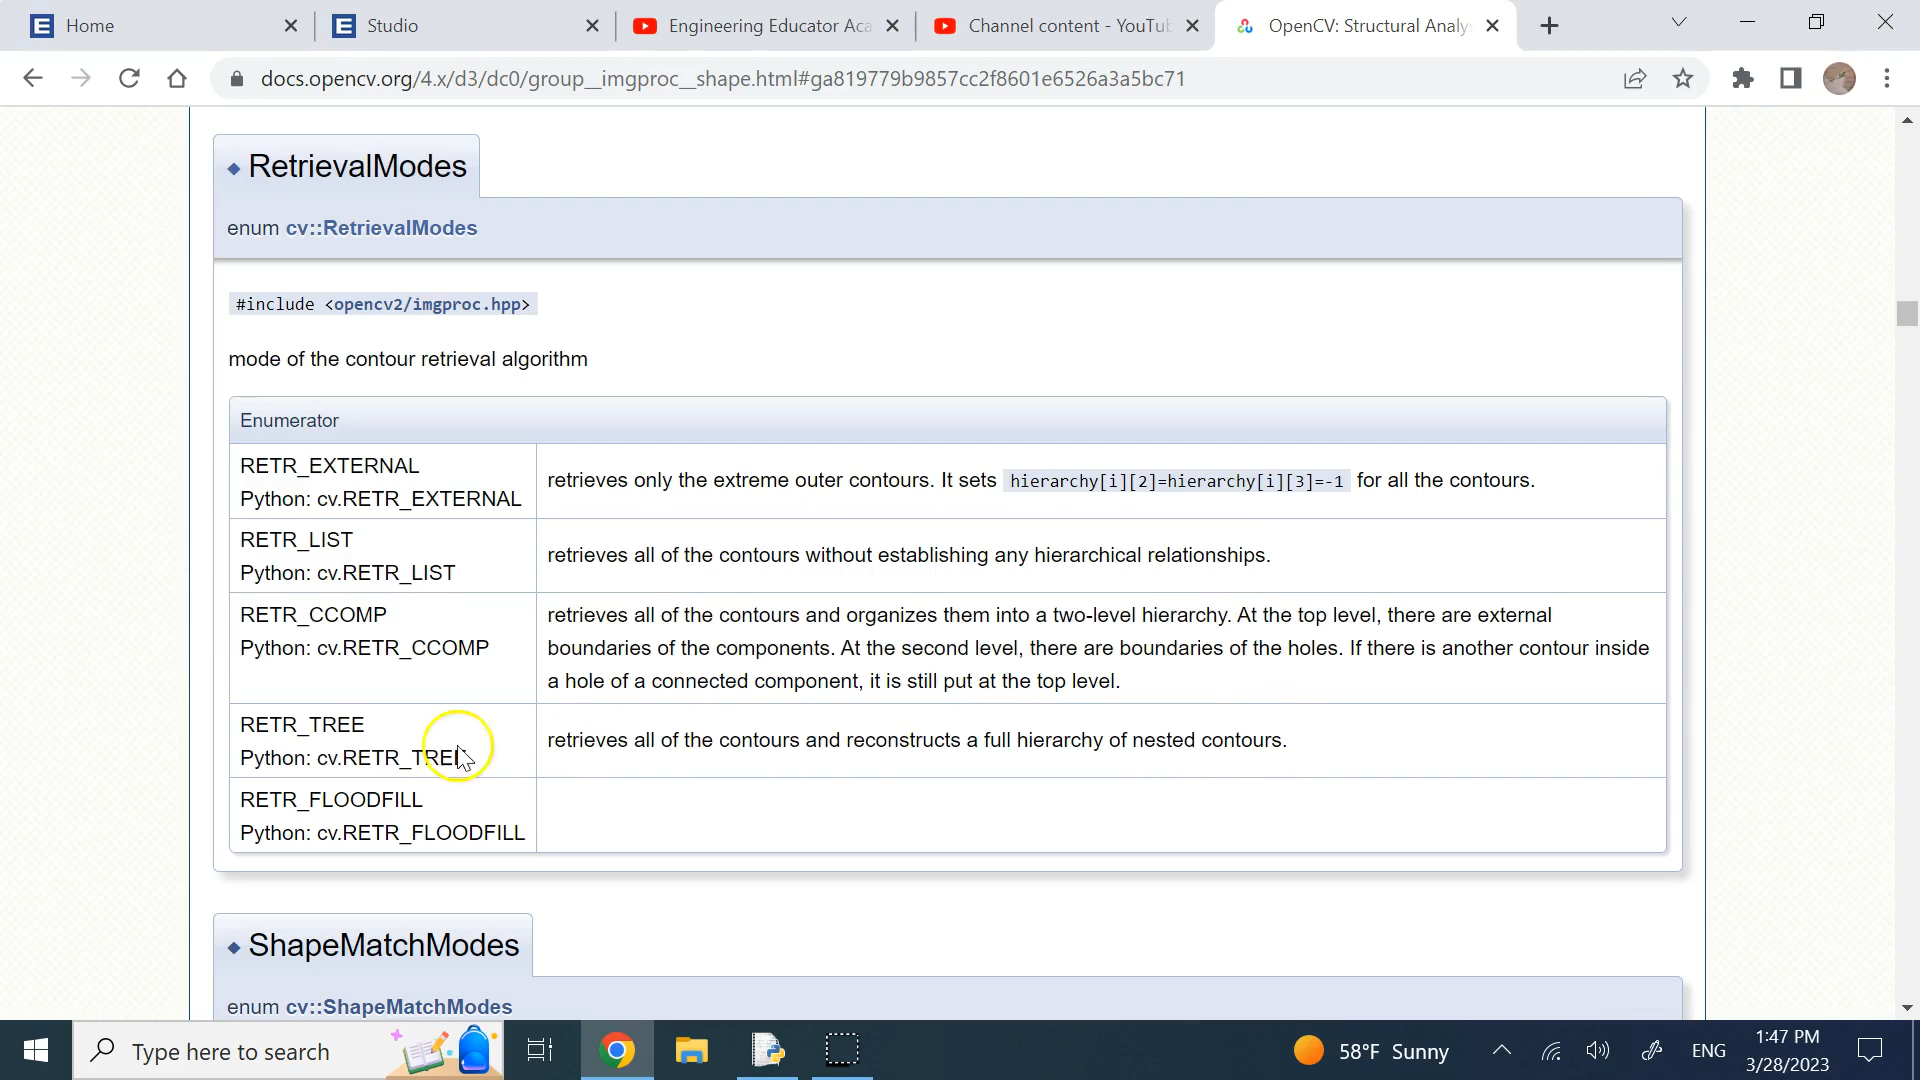 Home
Studio
Engineering Educator Aca
Channel content - YouTub
OpenCV: Structural Analy
docs.opencv.org/4.x/d3/dc0/group__imgproc__shape.html#ga819779b9857cc2f8601e6526a3a5bc71
RetrievalModes
enum cv::RetrievalModes
#include <opencv2/imgproc.hpp>
mode of the contour retrieval algorithm
Enumerator
RETR_EXTERNAL
Python: cv.RETR_EXTERNAL
retrieves only the extreme outer contours. It sets hierarchy[i][2]=hierarchy[i][3]=-1 for all the contours.
RETR_LIST
Python: cv.RETR_LIST
retrieves all of the contours without establishing any hierarchical relationships.
RETR_CCOMP
Python: cv.RETR_CCOMP
retrieves all of the contours and organizes them into a two-level hierarchy. At the top level, there are external
boundaries of the components. At the second level, there are boundaries of the holes. If there is another contour inside
a hole of a connected component, it is still put at the top level.
RETR_TREE
Python: cv.RETR_TREE
retrieves all of the contours and reconstructs a full hierarchy of nested contours.
RETR_FLOODFILL
Python: cv.RETR_FLOODFILL
ShapeMatchModes
enum cv::ShapeMatchModes
Type here to search
58°F Sunny
ENG
1:47 PM
3/28/2023